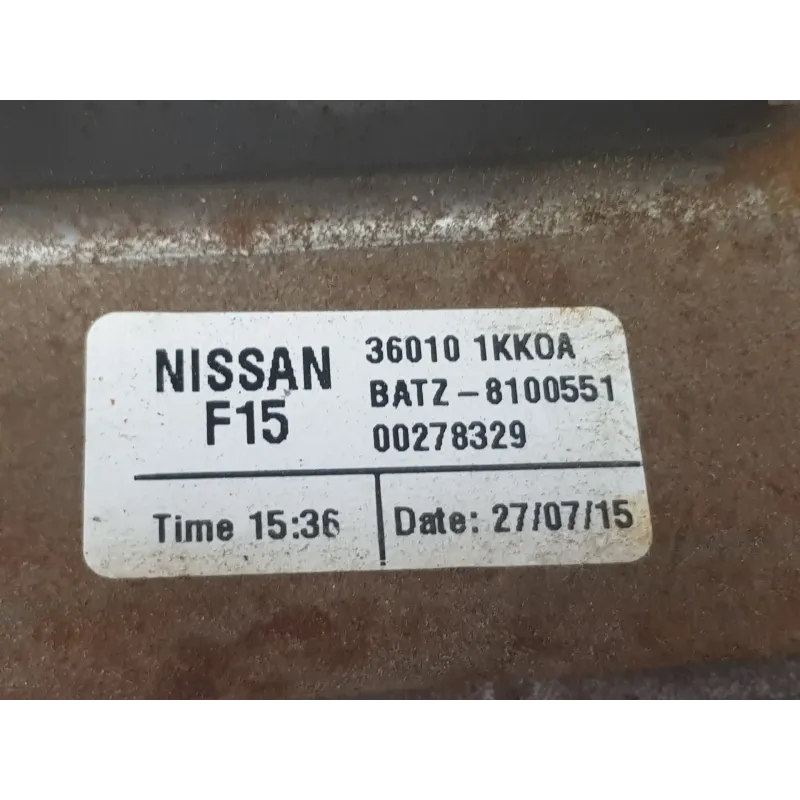 NISSAN 36010 1KK0A
F15 BATZ-8100551
00278329
Time 15:36 Date: 27/07/15